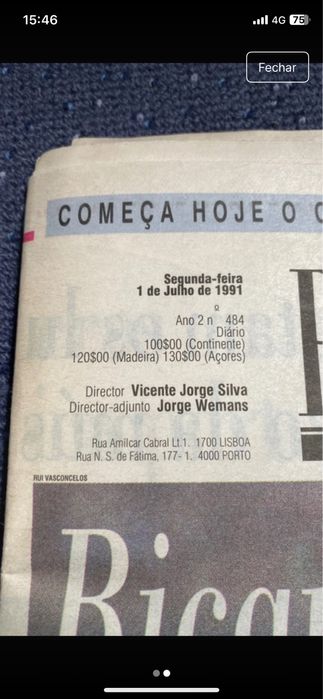 15:46
4G 75
Fechar
COMEÇA HOJE O
Segunda-feira
1 de Julho de 1991
Ano 2 nº 484
Diário
100$00 (Continente)
120$00 (Madeira) 130$00 (Açores)
Director Vicente Jorge Silva
Director-adjunto Jorge Wemans
Rua Amilcar Cabral Lt.1. 1700 LISBOA
Rua N. S. de Fátima, 177- 1. 4000 PORTO
RUI VASCONCELOS